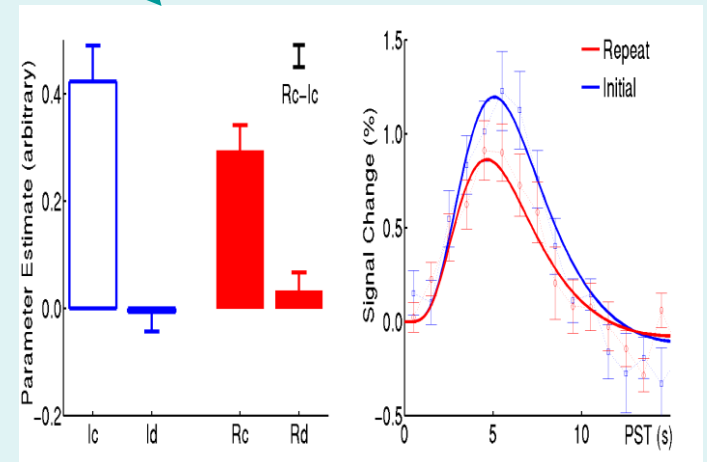 Parameter Estimate (arbitrary)
0.4
0.2
0.0
−0.2
Rc−Ic
Ic
Id
Rc
Rd
Signal Change (%)
1.5
1.0
0.5
0.0
−0.5
Repeat
Initial
0
5
10
PST (s)